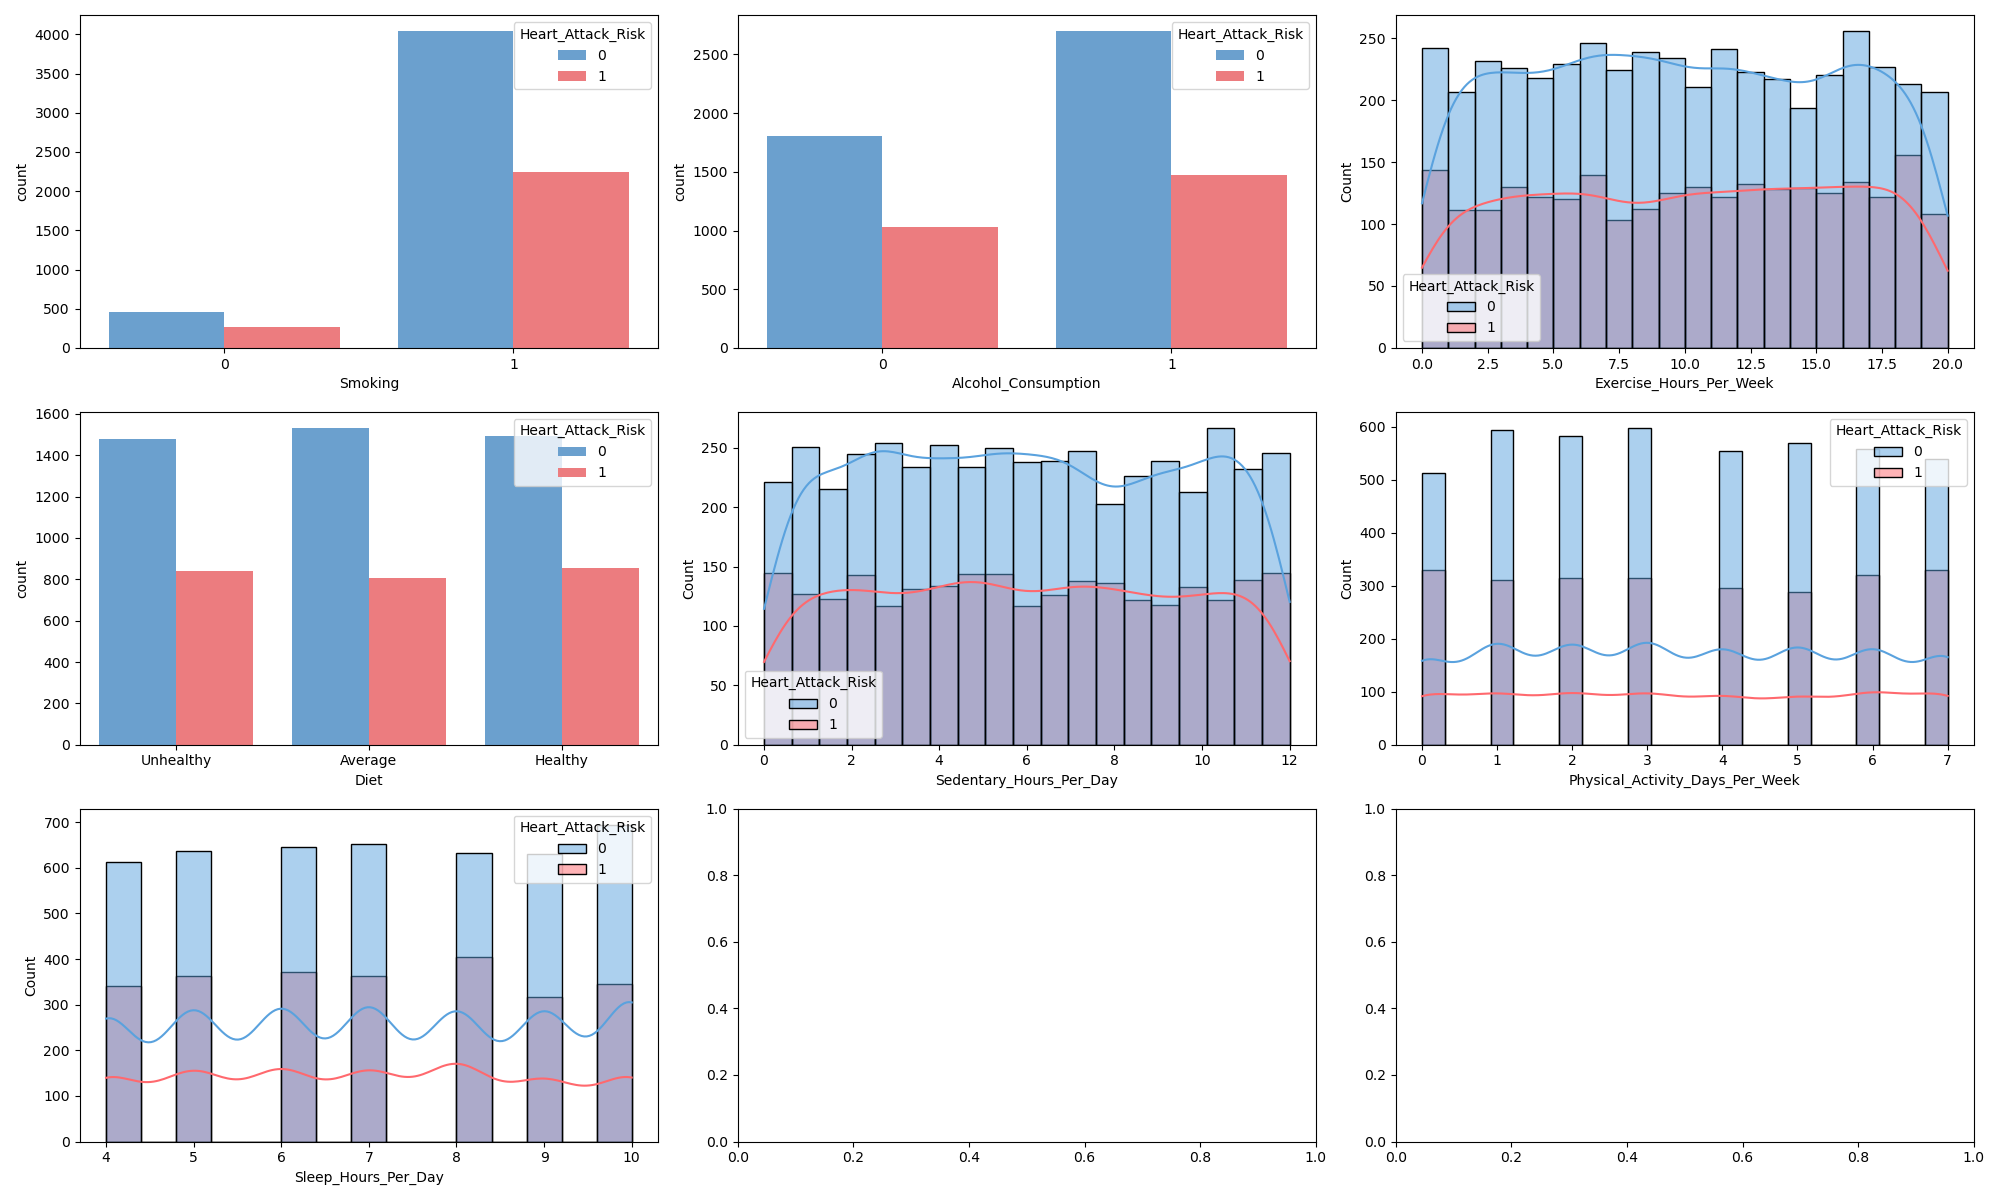 Heart_Attack_Risk
0
1
4000
3500
3000
2500
2000
1500
1000
500
0
count
0 1
Smoking
Heart_Attack_Risk
0
1
2500
2000
1500
1000
500
0
count
0 1
Alcohol_Consumption
250
200
150
100
50
0
Count
Heart_Attack_Risk
0
1
0.0 2.5 5.0 7.5 10.0 12.5 15.0 17.5 20.0
Exercise_Hours_Per_Week
Heart_Attack_Risk
0
1
1600
1400
1200
1000
800
600
400
200
0
count
Unhealthy Average Healthy
Diet
250
200
150
100
50
0
Count
Heart_Attack_Risk
0
1
0 2 4 6 8 10 12
Sedentary_Hours_Per_Day
Heart_Attack_Risk
0
1
600
500
400
300
200
100
0
Count
0 1 2 3 4 5 6 7
Physical_Activity_Days_Per_Week
Heart_Attack_Risk
0
1
700
600
500
400
300
200
100
0
Count
4 5 6 7 8 9 10
Sleep_Hours_Per_Day
1.0
0.8
0.6
0.4
0.2
0.0
0.0 0.2 0.4 0.6 0.8 1.0
1.0
0.8
0.6
0.4
0.2
0.0
0.0 0.2 0.4 0.6 0.8 1.0